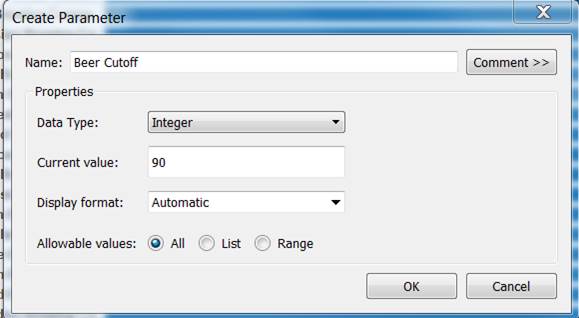 Create Parameter
Name: Beer Cutoff Comment >>
Properties
Data Type: Integer
Current value: 90
Display format: Automatic
Allowable values: All List Range
OK Cancel